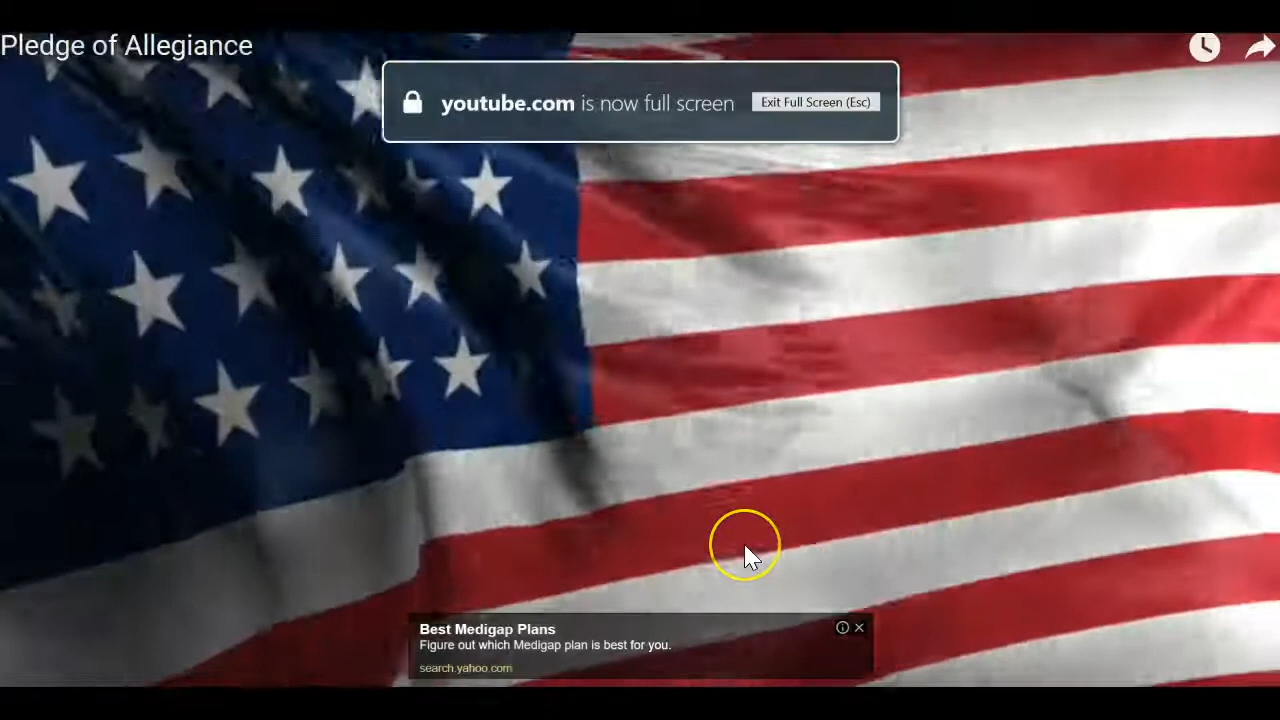 Pledge of Allegiance
youtube.com is now full screen Exit Full Screen (Esc)
Best Medigap Plans
Figure out which Medigap plan is best for you.
search.yahoo.com